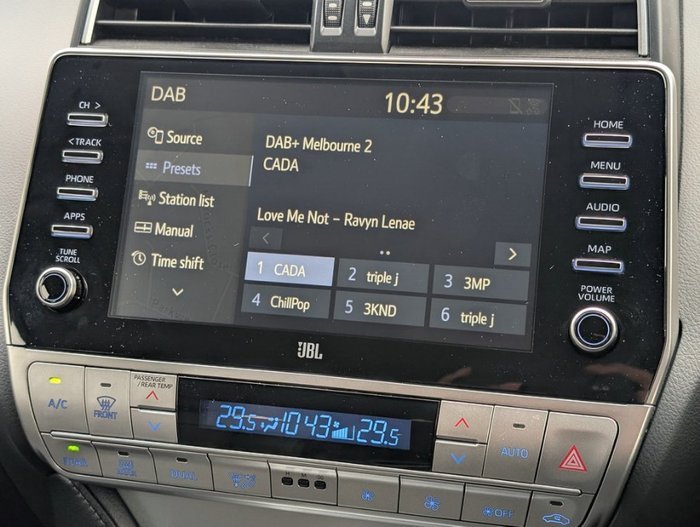 DAB 10:43
CH >
< TRACK
PHONE
APPS
TUNE
SCROLL
Source
Presets
Station list
Manual
Time shift
DAB+ Melbourne 2
CADA
Love Me Not – Ravyn Lenae
1 CADA 2 triple j 3 3MP
4 ChillPop 5 3KND 6 triple j
HOME
MENU
AUDIO
MAP
POWER
VOLUME
JBL
A/C
FRONT
PASSENGER
/REAR TEMP
29.5 10:43 29.5
AUTO
DUAL
OFF